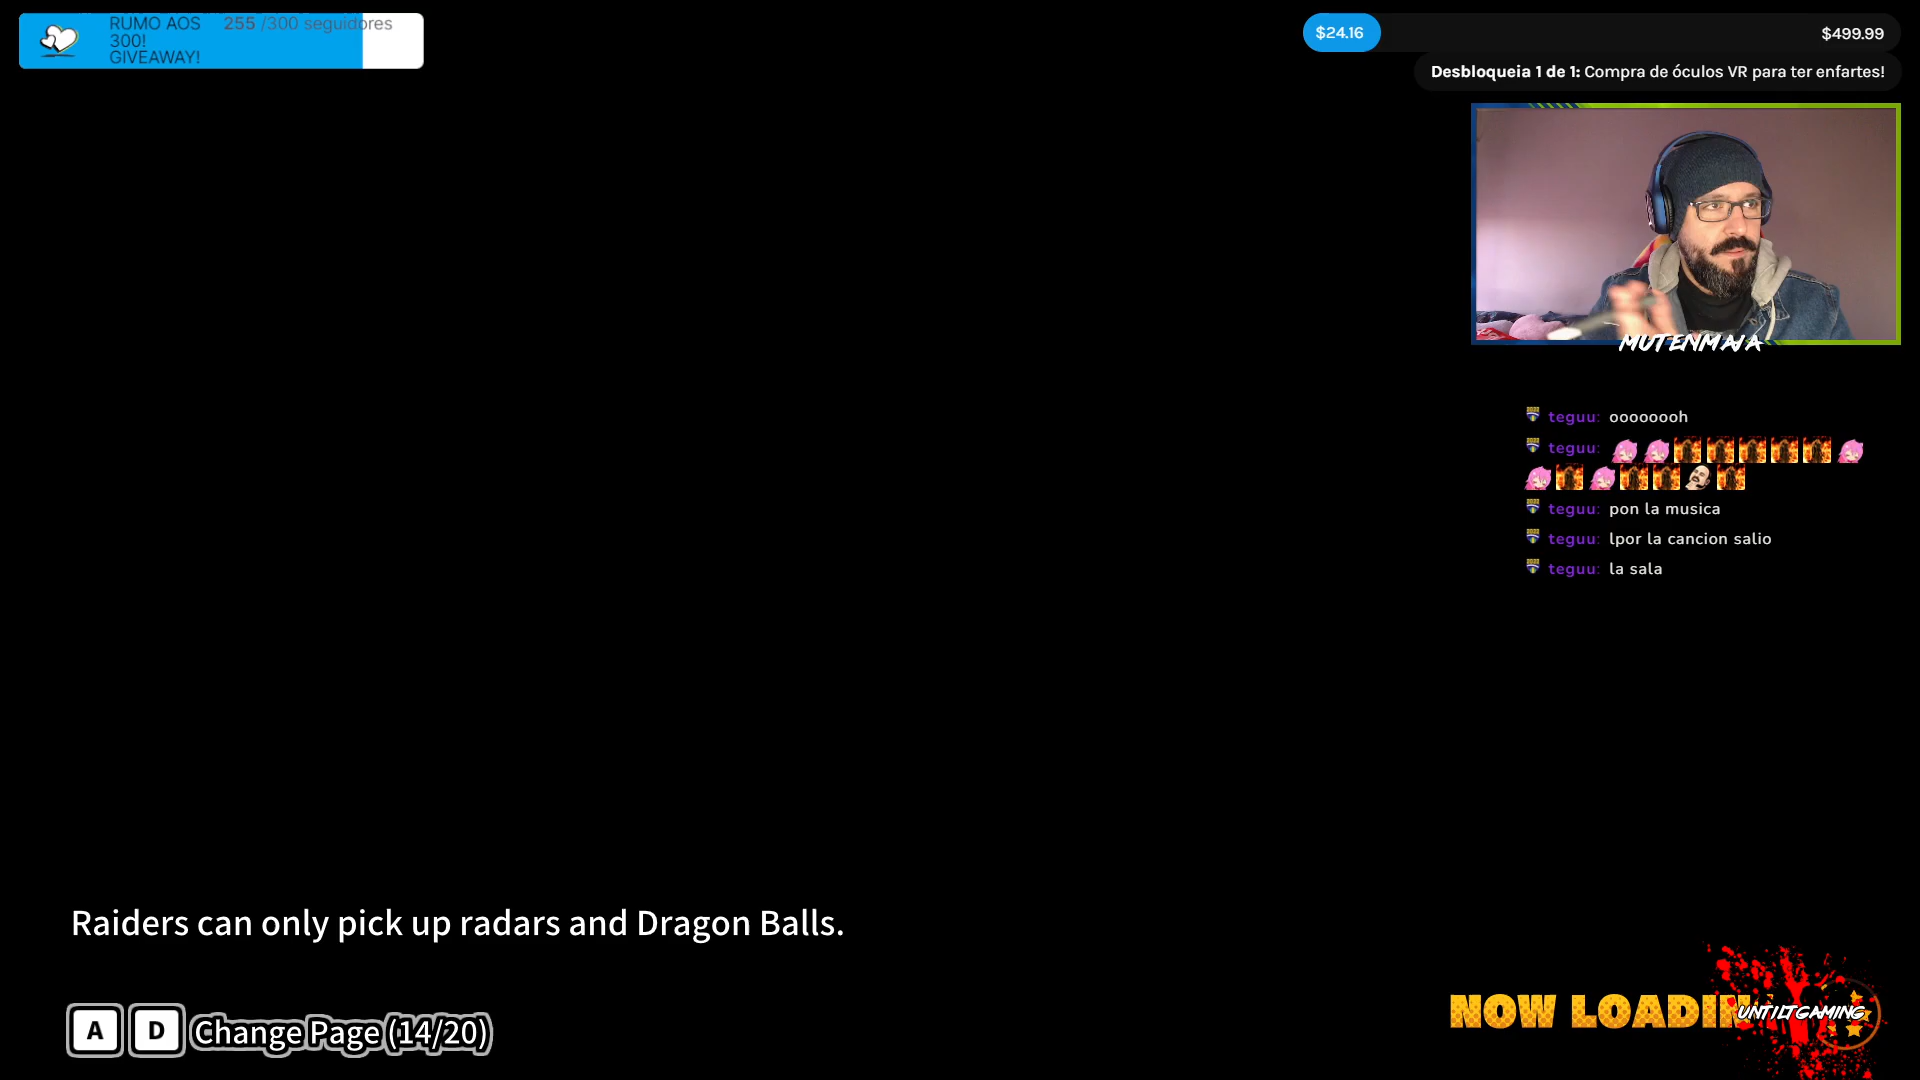 RUMO AOS 300! GIVEAWAY!
255 /300 seguidores
$24.16
$499.99
Desbloqueia 1 de 1: Compra de óculos VR para ter enfartes!
MUTENMAJA
teguu: oooooooh
teguu:
teguu: pon la musica
teguu: lpor la cancion salio
teguu: la sala
Raiders can only pick up radars and Dragon Balls.
A D Change Page (14/20)
NOW LOADIN
UNTILTGAMING